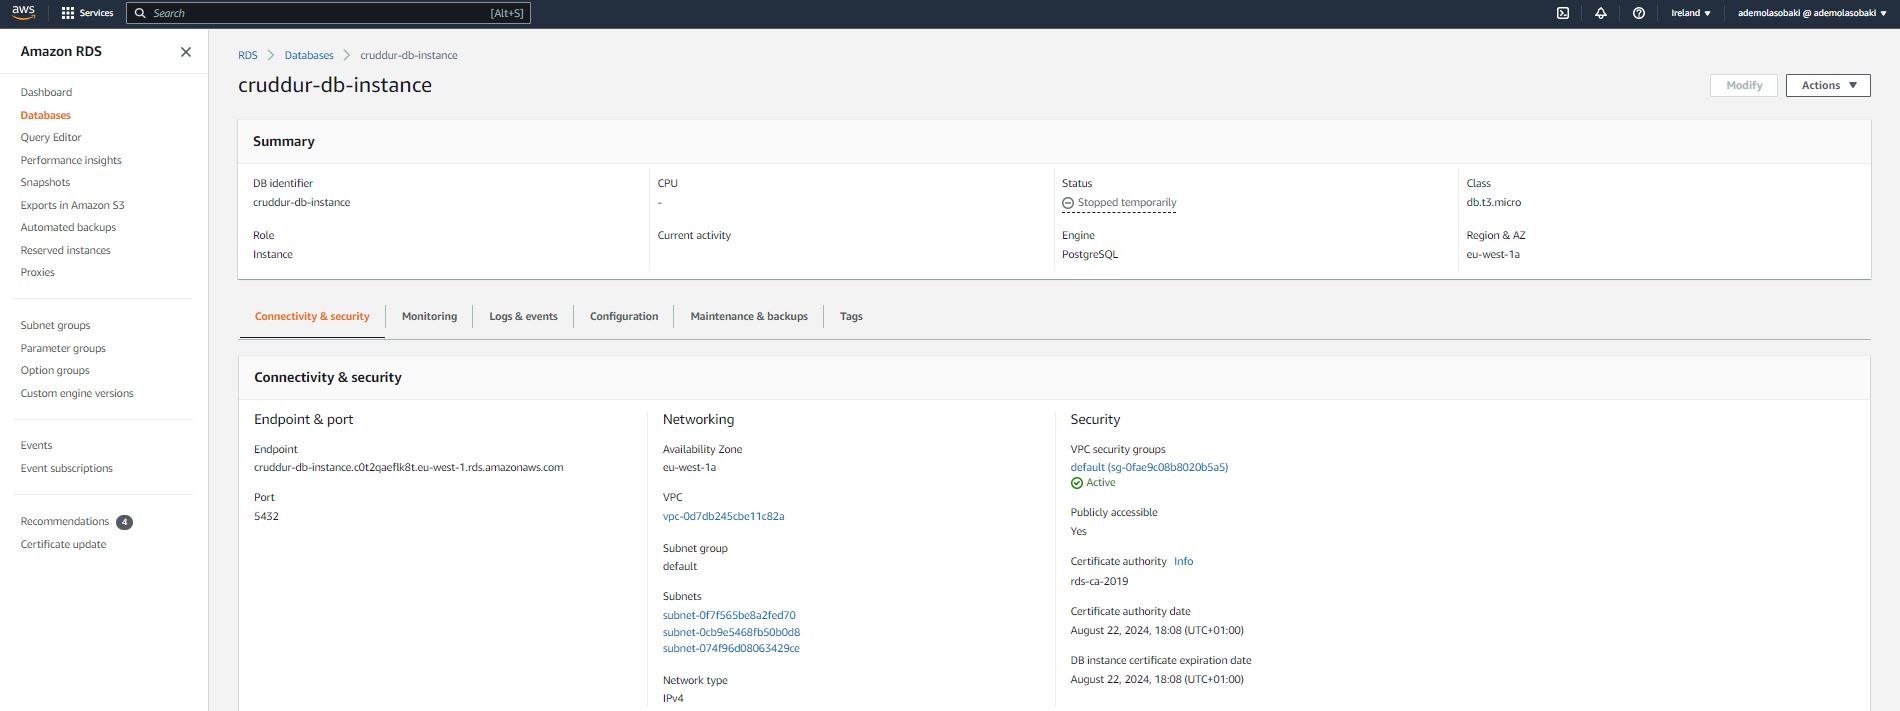 aws
Services
Search
[Alt+S]
Ireland
ademolasobaki @ ademolasobaki
Amazon RDS
Dashboard
Databases
Query Editor
Performance insights
Snapshots
Exports in Amazon S3
Automated backups
Reserved instances
Proxies
Subnet groups
Parameter groups
Option groups
Custom engine versions
Events
Event subscriptions
Recommendations 4
Certificate update
RDS > Databases > cruddur-db-instance
cruddur-db-instance
Modify
Actions
Summary
DB identifier
cruddur-db-instance
Role
Instance
CPU
-
Current activity
Status
Stopped temporarily
Engine
PostgreSQL
Class
db.t3.micro
Region & AZ
eu-west-1a
Connectivity & security
Monitoring
Logs & events
Configuration
Maintenance & backups
Tags
Connectivity & security
Endpoint & port
Endpoint
cruddur-db-instance.c0t2qaeflk8t.eu-west-1.rds.amazonaws.com
Port
5432
Networking
Availability Zone
eu-west-1a
VPC
vpc-0d7db245cbe11c82a
Subnet group
default
Subnets
subnet-0f7f565be8a2fed70
subnet-0cb9e5468fb50b0d8
subnet-074f96d08063429ce
Network type
IPv4
Security
VPC security groups
default (sg-0fae9c08b8020b5a5)
Active
Publicly accessible
Yes
Certificate authority Info
rds-ca-2019
Certificate authority date
August 22, 2024, 18:08 (UTC+01:00)
DB instance certificate expiration date
August 22, 2024, 18:08 (UTC+01:00)